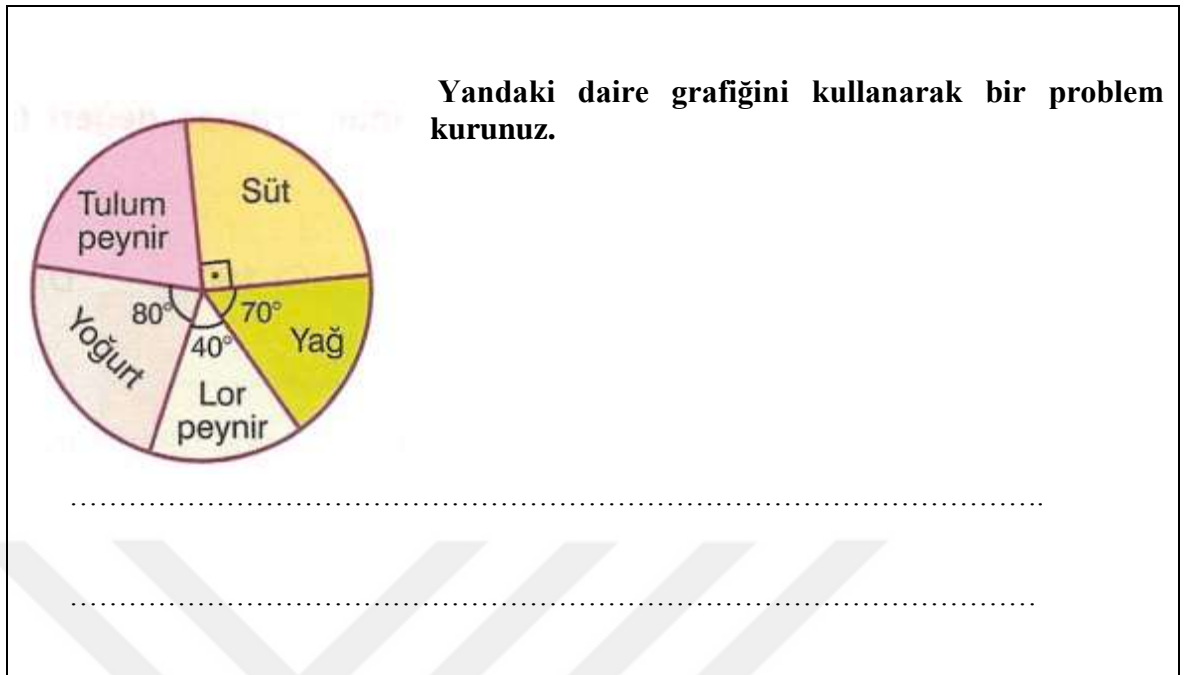 Yandaki daire grafiğini kullanarak bir problem
kurunuz.
Tulum
peynir
Süt
80°
70°
Yoğurt
40°
Yağ
Lor
peynir
……………………………………………………………………………………….
………………………………………………………………………………………